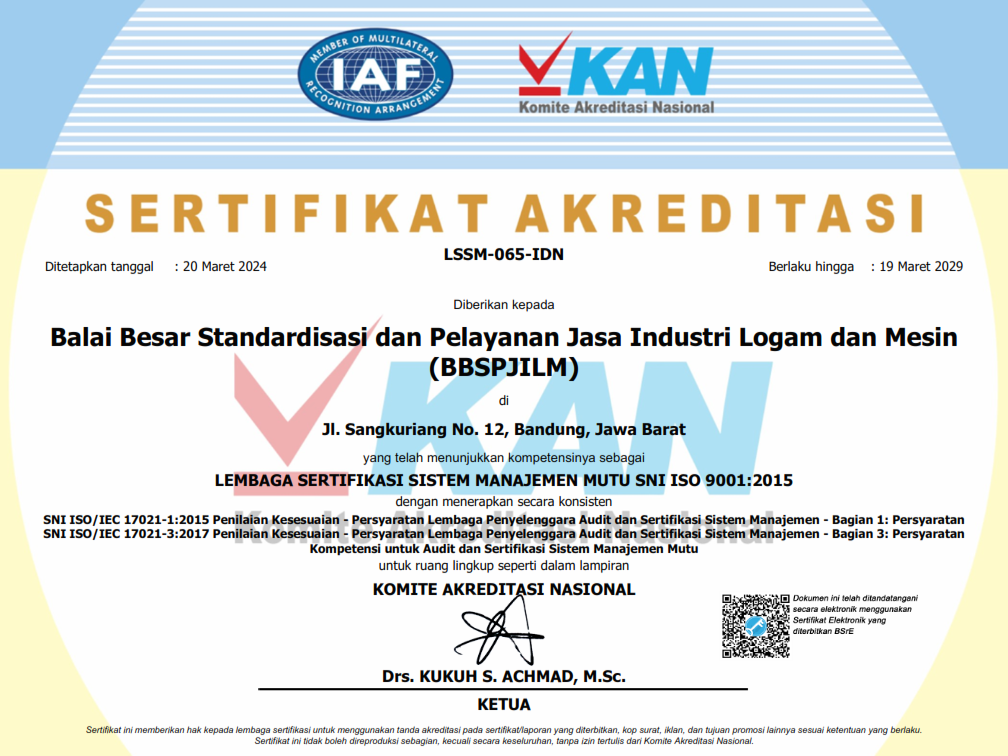 MEMBER OF MULTILATERAL
IAF
RECOGNITION ARRANGEMENT
KAN
Komite Akreditasi Nasional
SERTIFIKAT AKREDITASI
LSSM-065-IDN
Ditetapkan tanggal : 20 Maret 2024
Berlaku hingga : 19 Maret 2029
Diberikan kepada
Balai Besar Standardisasi dan Pelayanan Jasa Industri Logam dan Mesin
(BBSPJILM)
di
Jl. Sangkuriang No. 12, Bandung, Jawa Barat
yang telah menunjukkan kompetensinya sebagai
LEMBAGA SERTIFIKASI SISTEM MANAJEMEN MUTU SNI ISO 9001:2015
dengan menerapkan secara konsisten
SNI ISO/IEC 17021-1:2015 Penilaian Kesesuaian - Persyaratan Lembaga Penyelenggara Audit dan Sertifikasi Sistem Manajemen - Bagian 1: Persyaratan
SNI ISO/IEC 17021-3:2017 Penilaian Kesesuaian - Persyaratan Lembaga Penyelenggara Audit dan Sertifikasi Sistem Manajemen - Bagian 3: Persyaratan
Kompetensi untuk Audit dan Sertifikasi Sistem Manajemen Mutu
untuk ruang lingkup seperti dalam lampiran
KAN
Komite Akreditasi Nasional
KOMITE AKREDITASI NASIONAL
Dokumen ini telah ditandatangani
secara elektronik menggunakan
Sertifikat Elektronik yang
diterbitkan BSrE
Drs. KUKUH S. ACHMAD, M.Sc.
KETUA
Sertifikat ini memberikan hak kepada lembaga sertifikasi untuk menggunakan tanda akreditasi pada sertifikat/laporan yang diterbitkan, kop surat, iklan, dan tujuan promosi lainnya sesuai ketentuan yang berlaku.
Sertifikat ini tidak boleh direproduksi sebagian, kecuali secara keseluruhan, tanpa izin tertulis dari Komite Akreditasi Nasional.